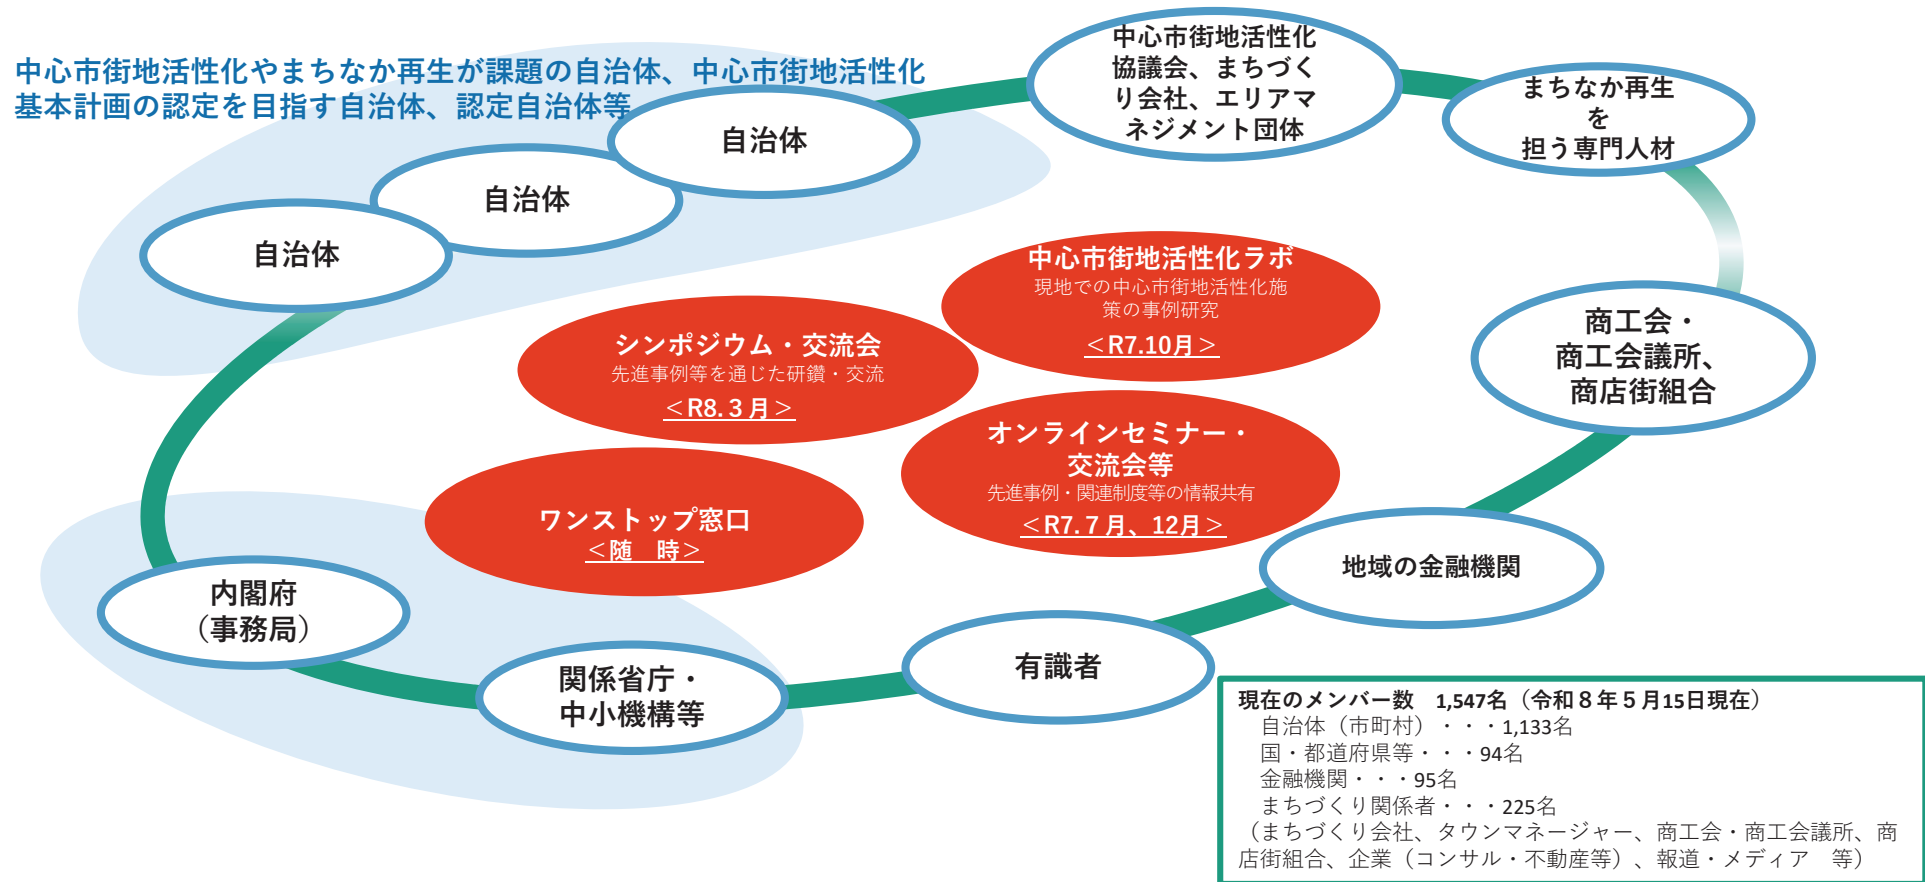 中心市街地活性化やまちなか再生が課題の自治体、中心市街地活性化
基本計画の認定を目指す自治体、認定自治体等
自治体
自治体
自治体
中心市街地活性化
協議会、まちづく
り会社、エリアマ
ネジメント団体
まちなか再生
を
担う専門人材
商工会・
商工会議所、
商店街組合
地域の金融機関
有識者
関係省庁・
中小機構等
内閣府
（事務局）
中心市街地活性化ラボ
現地での中心市街地活性化施
策の事例研究
＜R7.10月＞
シンポジウム・交流会
先進事例等を通じた研鑽・交流
＜R8.３月＞
オンラインセミナー・
交流会等
先進事例・関連制度等の情報共有
＜R7.７月、12月＞
ワンストップ窓口
＜随　時＞
現在のメンバー数　1,547名（令和８年５月15日現在）
自治体（市町村）・・・1,133名
国・都道府県等・・・94名
金融機関・・・95名
まちづくり関係者・・・225名
（まちづくり会社、タウンマネージャー、商工会・商工会議所、商
店街組合、企業（コンサル・不動産等）、報道・メディア　等）